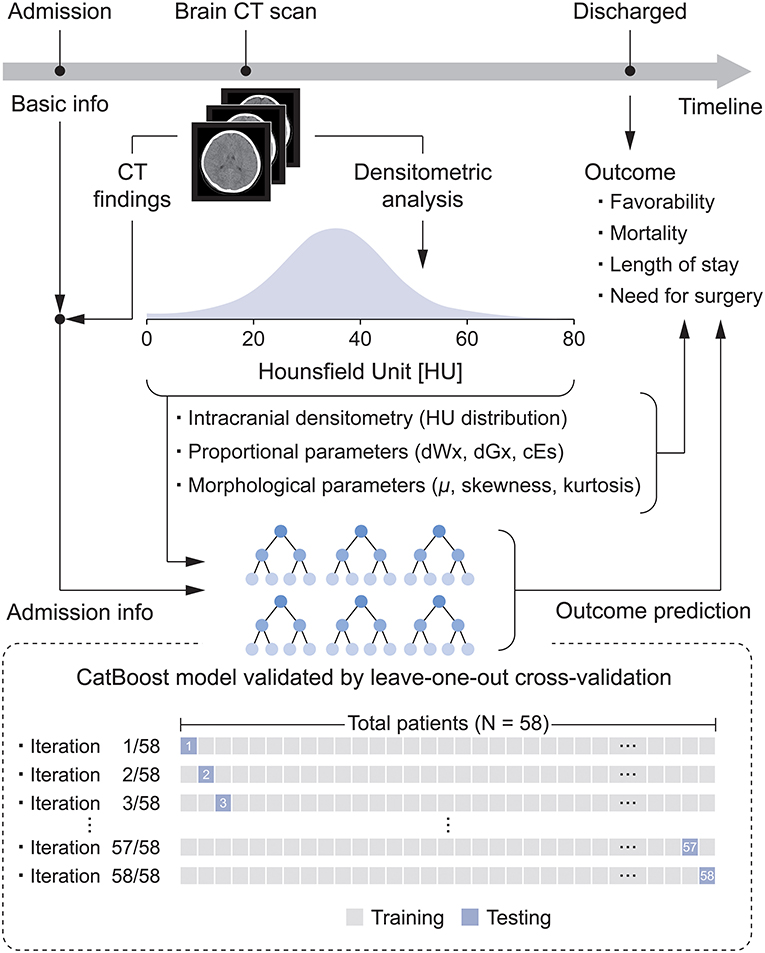 Admission
Brain CT scan
Discharged
Basic info
Timeline
CT
findings
Densitometric
analysis
Outcome
· Favorability
· Mortality
· Length of stay
· Need for surgery
0 20 40 60 80
Hounsfield Unit [HU]
· Intracranial densitometry (HU distribution)
· Proportional parameters (dWx, dGx, cEs)
· Morphological parameters (μ, skewness, kurtosis)
Admission info
Outcome prediction
CatBoost model validated by leave-one-out cross-validation
Total patients (N = 58)
· Iteration 1/58 1 ...
· Iteration 2/58 2 ...
· Iteration 3/58 3 ...
⋮ ⋮
· Iteration 57/58 ... 57
· Iteration 58/58 ... 58
Training Testing